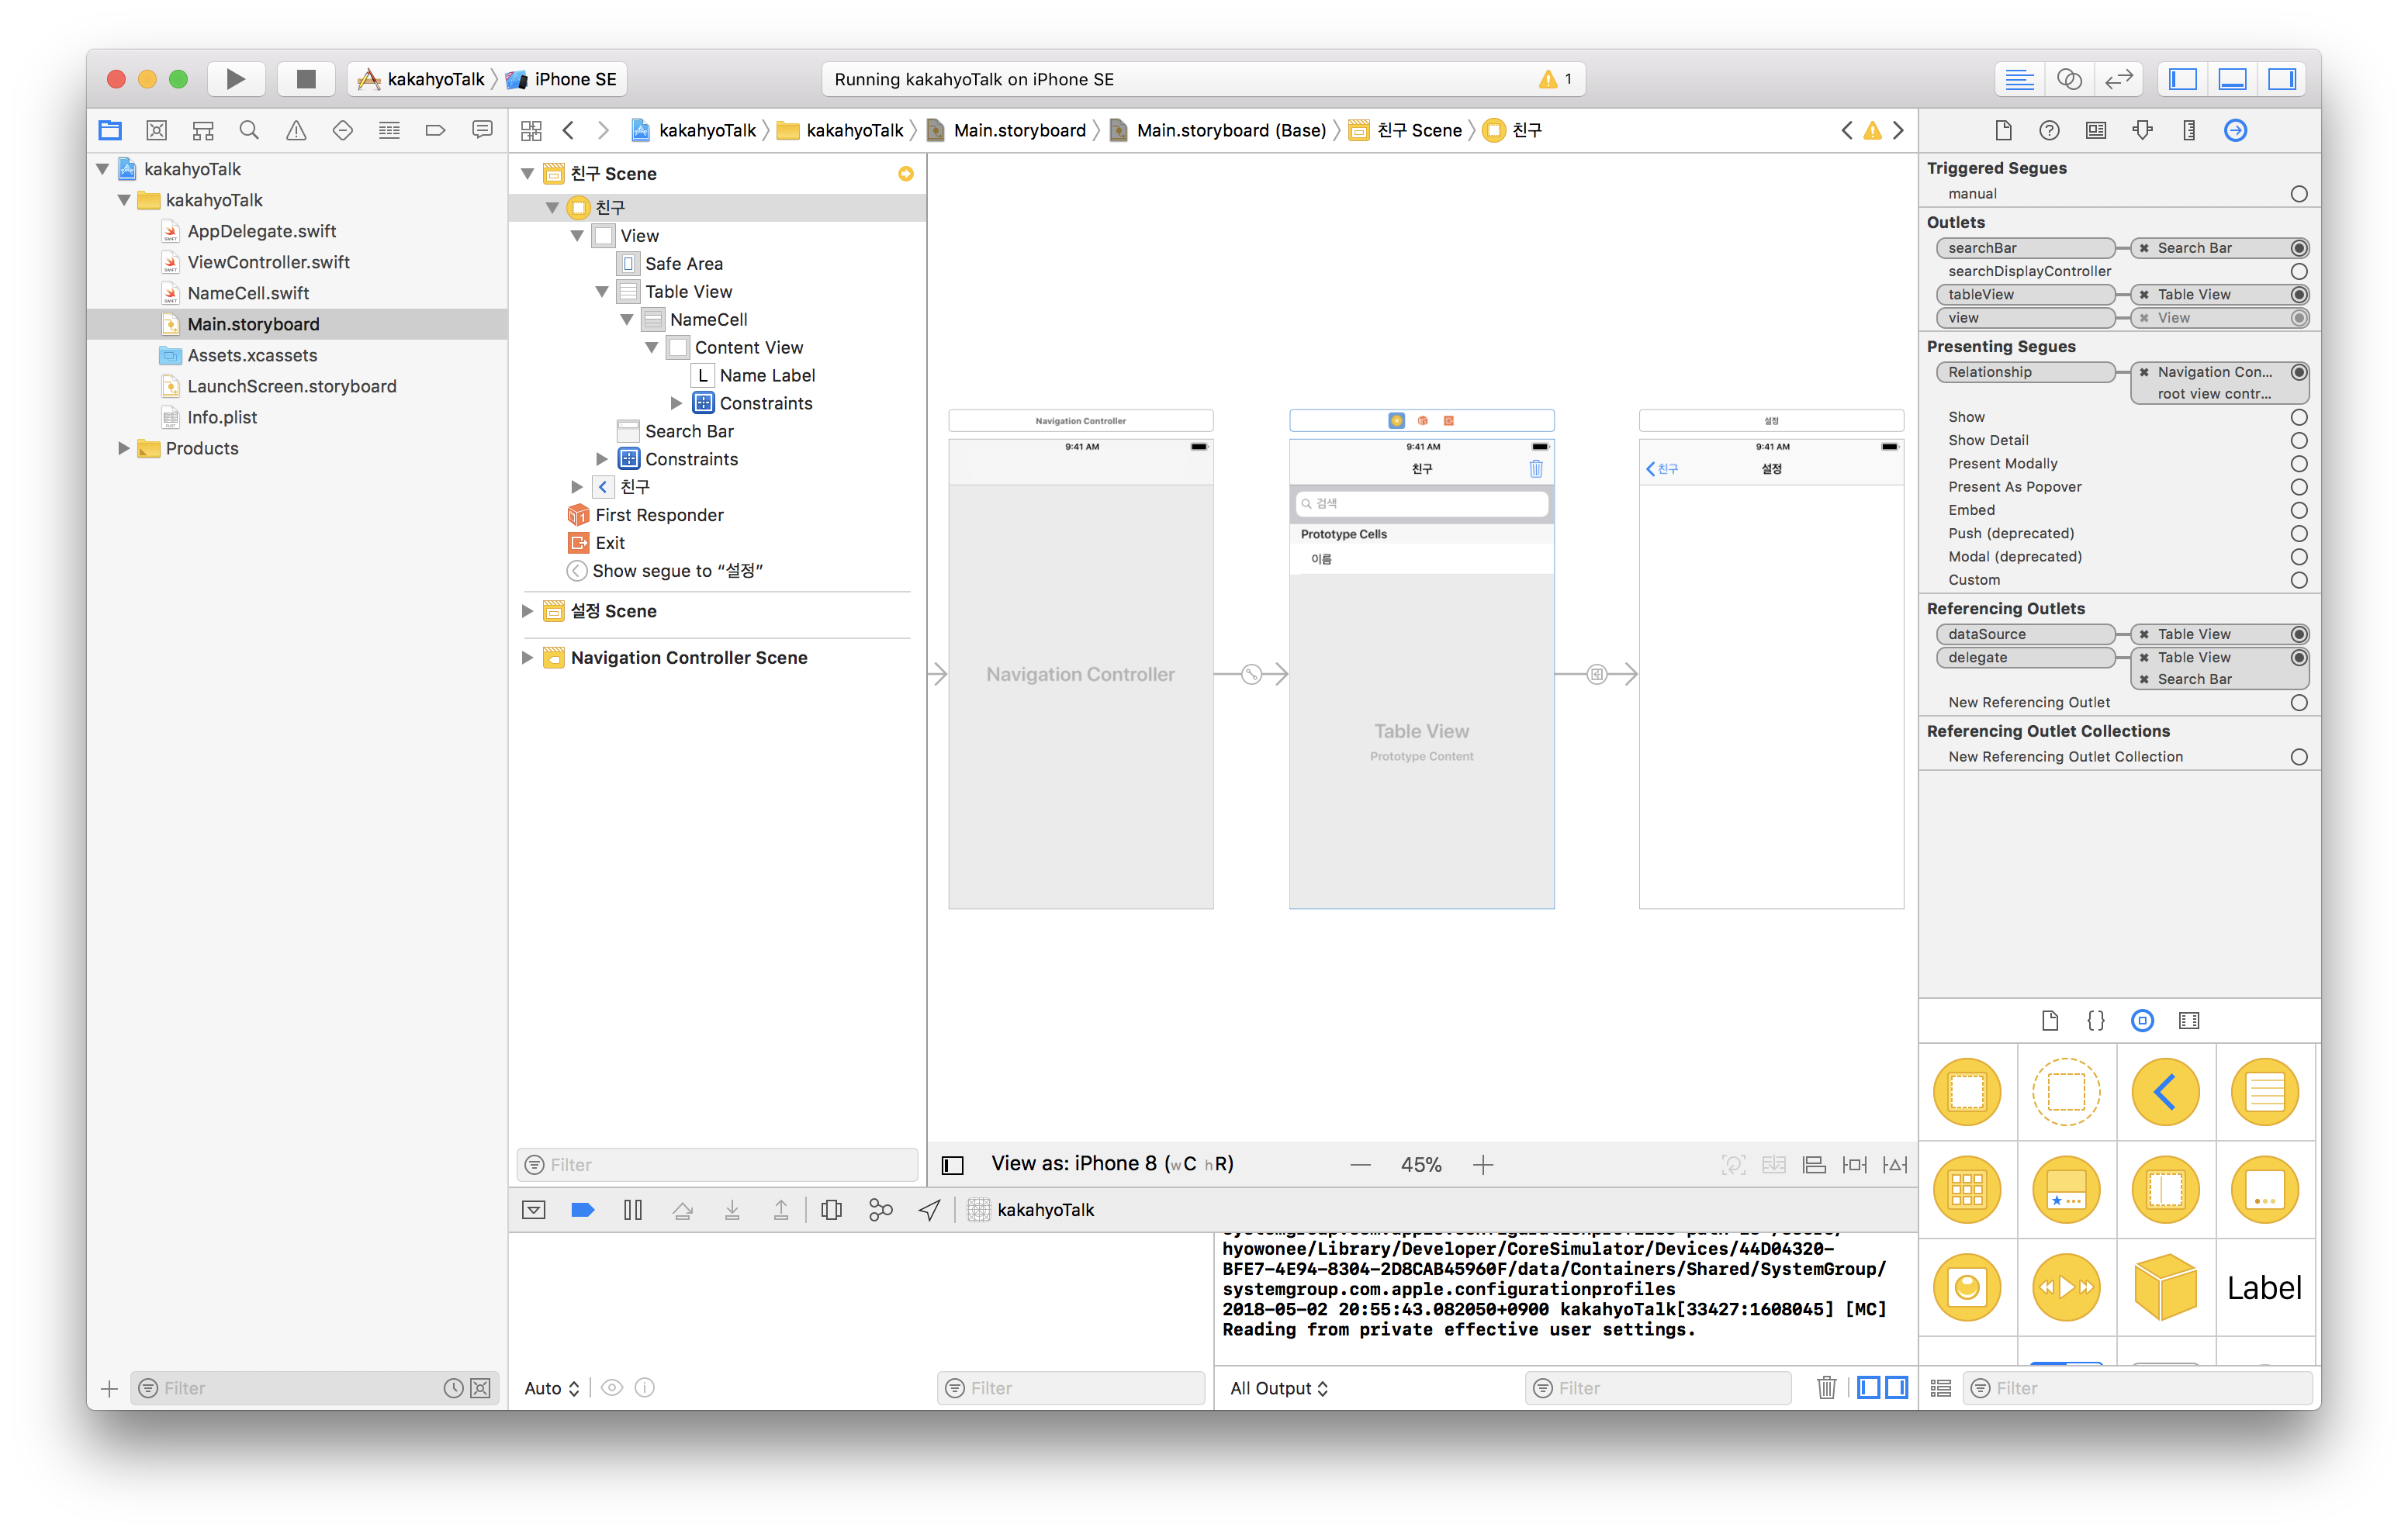 kakahyoTalk
iPhone SE
Running kakahyoTalk on iPhone SE
1
kakahyoTalk
kakahyoTalk
Main.storyboard
Main.storyboard (Base)
친구 Scene
친구
kakahyoTalk
kakahyoTalk
AppDelegate.swift
ViewController.swift
NameCell.swift
Main.storyboard
Assets.xcassets
LaunchScreen.storyboard
Info.plist
Products
Filter
친구 Scene
친구
View
Safe Area
Table View
NameCell
Content View
L Name Label
Constraints
Search Bar
Constraints
친구
First Responder
Exit
Show segue to “설정”
설정 Scene
Navigation Controller Scene
Filter
Navigation Controller
9:41 AM
Navigation Controller
9:41 AM
친구
검색
Prototype Cells
이름
Table View
Prototype Content
설정
9:41 AM
친구
설정
View as: iPhone 8 (wC hR)
45%
kakahyoTalk
hyowonee/Library/Developer/CoreSimulator/Devices/44D04320-
BFE7-4E94-8304-2D8CAB45960F/data/Containers/Shared/SystemGroup/
systemgroup.com.apple.configurationprofiles
2018-05-02 20:55:43.082050+0900 kakahyoTalk[33427:1608045] [MC]
Reading from private effective user settings.
Auto
Filter
All Output
Filter
Triggered Segues
manual
Outlets
searchBar
Search Bar
searchDisplayController
tableView
Table View
view
View
Presenting Segues
Relationship
Navigation Con...
root view contr...
Show
Show Detail
Present Modally
Present As Popover
Embed
Push (deprecated)
Modal (deprecated)
Custom
Referencing Outlets
dataSource
Table View
delegate
Table View
Search Bar
New Referencing Outlet
Referencing Outlet Collections
New Referencing Outlet Collection
{}
Label
Filter